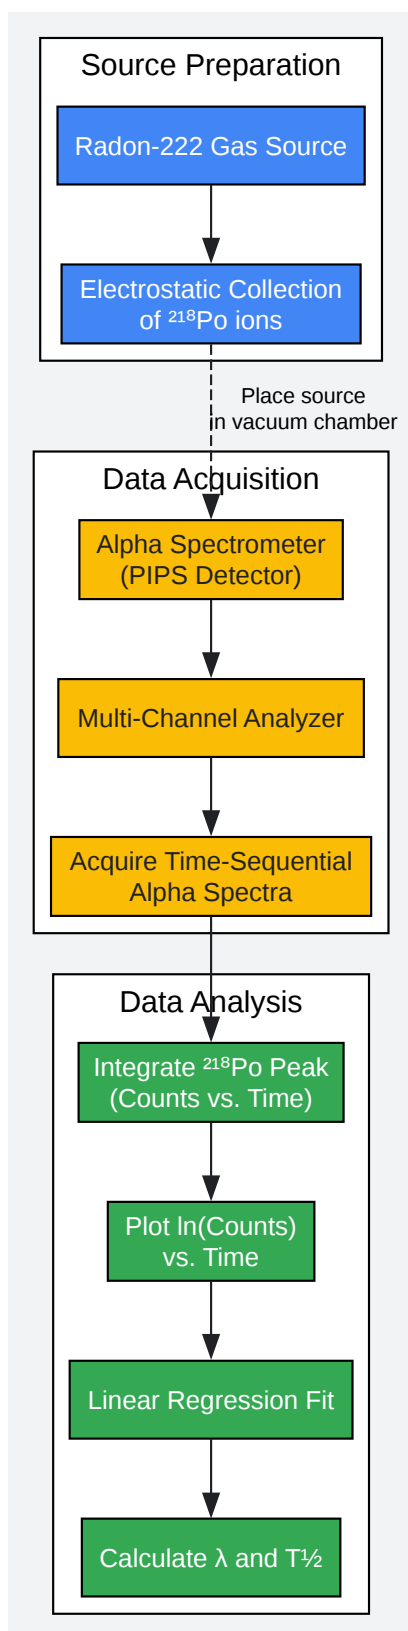 Source Preparation
Radon-222 Gas Source
Electrostatic Collection
of ²¹⁸Po ions
Place source
in vacuum chamber
Data Acquisition
Alpha Spectrometer
(PIPS Detector)
Multi-Channel Analyzer
Acquire Time-Sequential
Alpha Spectra
Data Analysis
Integrate ²¹⁸Po Peak
(Counts vs. Time)
Plot ln(Counts)
vs. Time
Linear Regression Fit
Calculate λ and T½